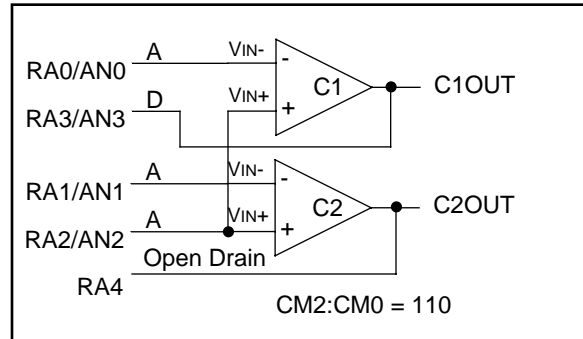 A VIN-
RA0/AN0 - C1 C1OUT
RA3/AN3 D VIN+ +
A VIN-
RA1/AN1 - C2 C2OUT
A VIN+
RA2/AN2 +
Open Drain
RA4
CM2:CM0 = 110